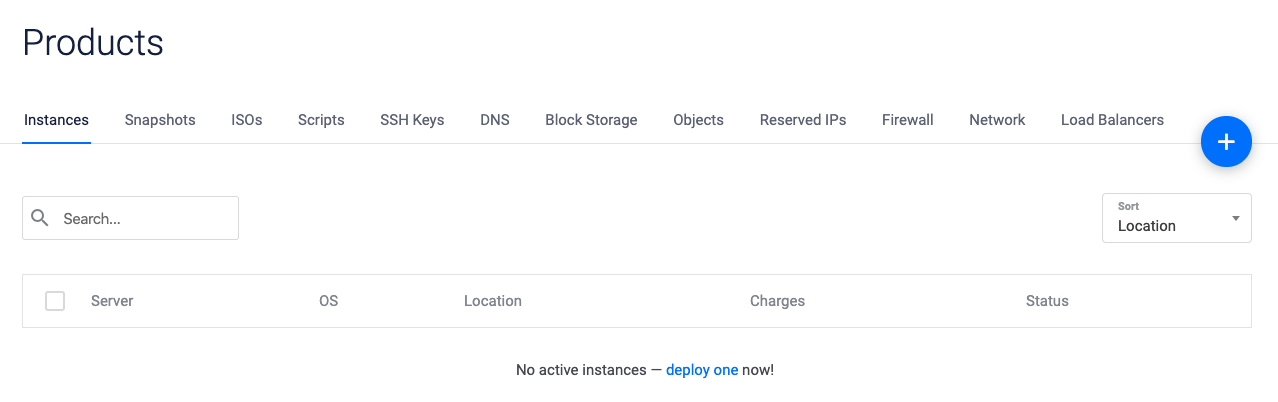 Products
Instances Snapshots ISOs Scripts SSH Keys DNS Block Storage Objects Reserved IPs Firewall Network Load Balancers
Search...
Sort
Location
Server OS Location Charges Status
No active instances — deploy one now!